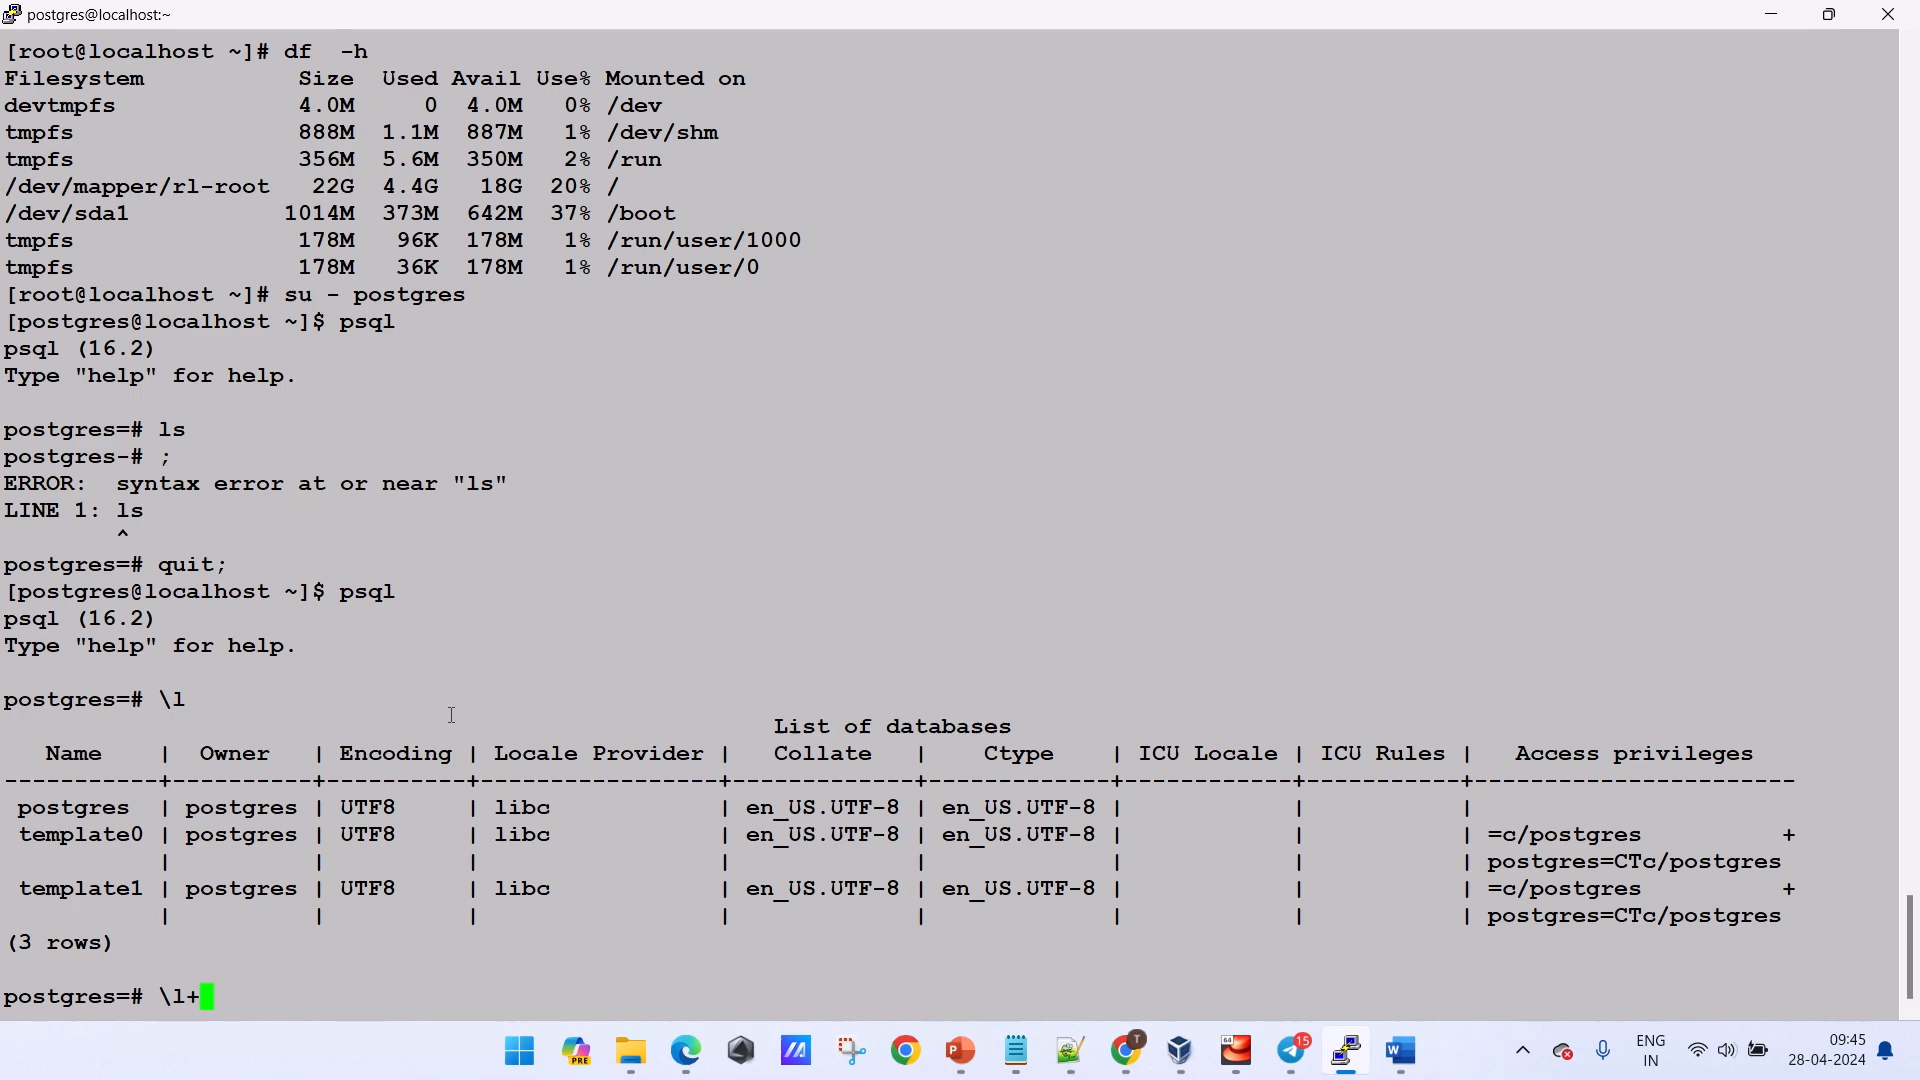 postgres@localhost:~
[root@localhost ~]# df  -h
Filesystem           Size  Used Avail Use% Mounted on
devtmpfs            4.0M     0  4.0M   0% /dev
tmpfs                888M  1.1M  887M   1% /dev/shm
tmpfs                356M  5.6M  350M   2% /run
/dev/mapper/rl-root   22G  4.4G   18G  20% /
/dev/sda1           1014M  373M  642M  37% /boot
tmpfs                178M   96K  178M   1% /run/user/1000
tmpfs                178M   36K  178M   1% /run/user/0
[root@localhost ~]# su - postgres
[postgres@localhost ~]$ psql
psql (16.2)
Type "help" for help.
postgres=# ls
postgres-# ;
ERROR:  syntax error at or near "ls"
LINE 1: ls
^
postgres=# quit;
[postgres@localhost ~]$ psql
psql (16.2)
Type "help" for help.
postgres=# \l
List of databases
Name    |  Owner   | Encoding | Locale Provider |   Collate   |    Ctype    | ICU Locale | ICU Rules |   Access privileges
-----------+----------+----------+-----------------+-------------+-------------+------------+-----------+-----------------------
postgres  | postgres | UTF8     | libc            | en_US.UTF-8 | en_US.UTF-8 |            |           |
template0 | postgres | UTF8     | libc            | en_US.UTF-8 | en_US.UTF-8 |            |           | =c/postgres          +
|          |          |                 |             |             |            |           | postgres=CTc/postgres
template1 | postgres | UTF8     | libc            | en_US.UTF-8 | en_US.UTF-8 |            |           | =c/postgres          +
|          |          |                 |             |             |            |           | postgres=CTc/postgres
(3 rows)
postgres=# \l+
PRE
P
T
64
15
W
ENG
IN
09:45
28-04-2024